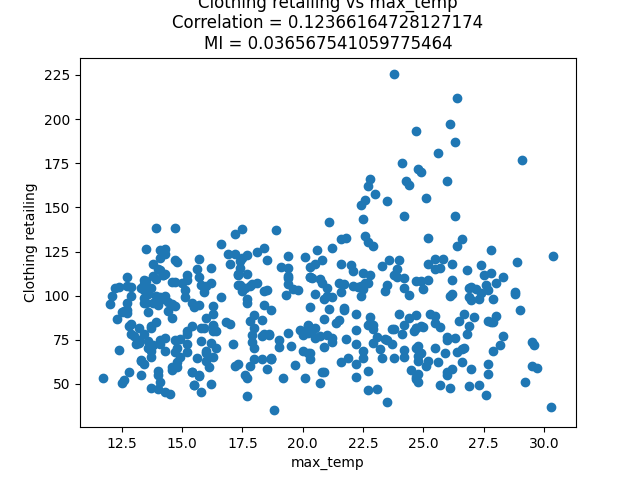 Clothing retailing vs max_temp
Correlation = 0.12366164728127174
MI = 0.036567541059775464
225
200
175
150
125
100
75
50
Clothing retailing
12.5 15.0 17.5 20.0 22.5 25.0 27.5 30.0
max_temp